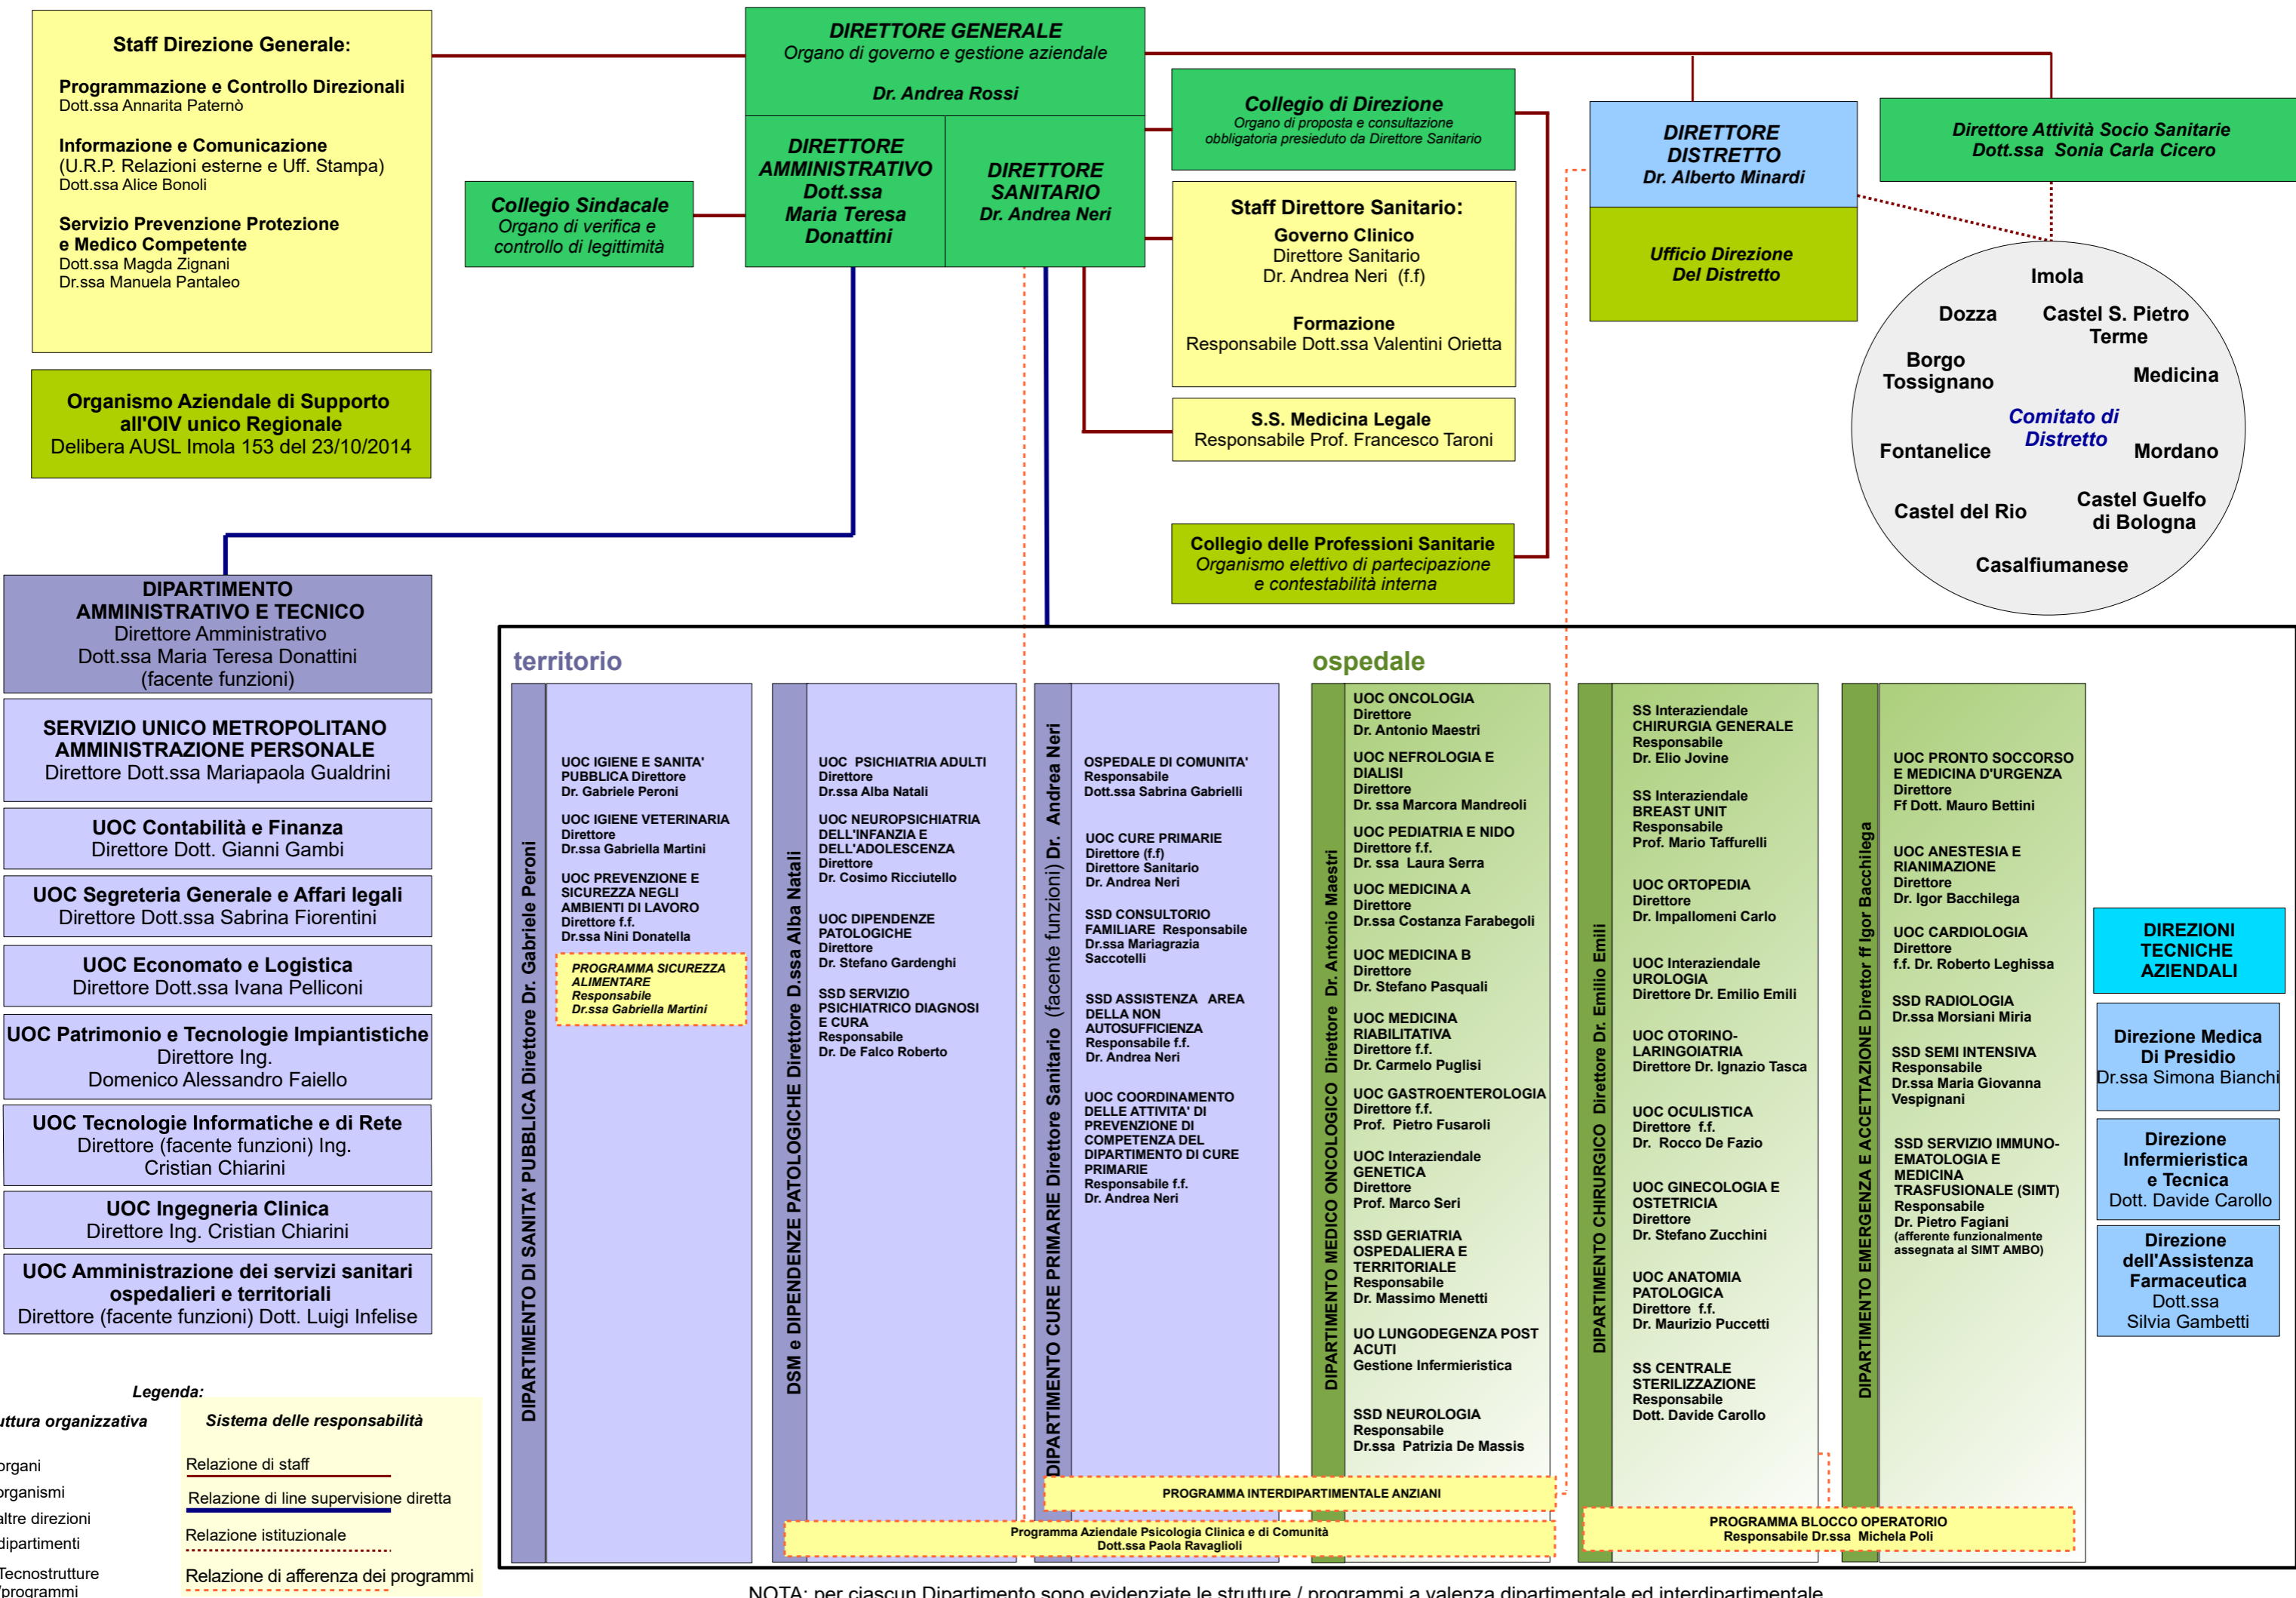 Staff Direzione Generale:
Programmazione e Controllo Direzionali
Dott.ssa Annarita Paternò
Informazione e Comunicazione
(U.R.P. Relazioni esterne e Uff. Stampa)
Dott.ssa Alice Bonoli
Servizio Prevenzione Protezione
e Medico Competente
Dott.ssa Magda Zignani
Dr.ssa Manuela Pantaleo
Organismo Aziendale di Supporto
all'OIV unico Regionale
Delibera AUSL Imola 153 del 23/10/2014
DIRETTORE GENERALE
Organo di governo e gestione aziendale
Dr. Andrea Rossi
DIRETTORE
AMMINISTRATIVO
Dott.ssa
Maria Teresa
Donattini
DIRETTORE
SANITARIO
Dr. Andrea Neri
Collegio Sindacale
Organo di verifica e
controllo di legittimità
Collegio di Direzione
Organo di proposta e consultazione
obbligatoria presieduto da Direttore Sanitario
Staff Direttore Sanitario:
Governo Clinico
Direttore Sanitario
Dr. Andrea Neri (f.f)
Formazione
Responsabile Dott.ssa Valentini Orietta
S.S. Medicina Legale
Responsabile Prof. Francesco Taroni
Collegio delle Professioni Sanitarie
Organismo elettivo di partecipazione
e contestabilità interna
DIRETTORE
DISTRETTO
Dr. Alberto Minardi
Ufficio Direzione
Del Distretto
Direttore Attività Socio Sanitarie
Dott.ssa Sonia Carla Cicero
Imola
Dozza
Castel S. Pietro
Terme
Borgo
Tossignano
Medicina
Comitato di
Distretto
Fontanelice
Mordano
Castel del Rio
Castel Guelfo
di Bologna
Casalfiumanese
DIPARTIMENTO
AMMINISTRATIVO E TECNICO
Direttore Amministrativo
Dott.ssa Maria Teresa Donattini
(facente funzioni)
SERVIZIO UNICO METROPOLITANO
AMMINISTRAZIONE PERSONALE
Direttore Dott.ssa Mariapaola Gualdrini
UOC Contabilità e Finanza
Direttore Dott. Gianni Gambi
UOC Segreteria Generale e Affari legali
Direttore Dott.ssa Sabrina Fiorentini
UOC Economato e Logistica
Direttore Dott.ssa Ivana Pelliconi
UOC Patrimonio e Tecnologie Impiantistiche
Direttore Ing.
Domenico Alessandro Faiello
UOC Tecnologie Informatiche e di Rete
Direttore (facente funzioni) Ing.
Cristian Chiarini
UOC Ingegneria Clinica
Direttore Ing. Cristian Chiarini
UOC Amministrazione dei servizi sanitari
ospedalieri e territoriali
Direttore (facente funzioni) Dott. Luigi Infelise
territorio
DIPARTIMENTO DI SANITA' PUBBLICA Direttore Dr. Gabriele Peroni
UOC IGIENE E SANITA'
PUBBLICA Direttore
Dr. Gabriele Peroni
UOC IGIENE VETERINARIA
Direttore
Dr.ssa Gabriella Martini
UOC PREVENZIONE E
SICUREZZA NEGLI
AMBIENTI DI LAVORO
Direttore f.f.
Dr.ssa Nini Donatella
PROGRAMMA SICUREZZA
ALIMENTARE
Responsabile
Dr.ssa Gabriella Martini
DSM e DIPENDENZE PATOLOGICHE Direttore D.ssa Alba Natali
UOC PSICHIATRIA ADULTI
Direttore
Dr.ssa Alba Natali
UOC NEUROPSICHIATRIA
DELL'INFANZIA E
DELL'ADOLESCENZA
Direttore
Dr. Cosimo Ricciutello
UOC DIPENDENZE
PATOLOGICHE
Direttore
Dr. Stefano Gardenghi
SSD SERVIZIO
PSICHIATRICO DIAGNOSI
E CURA
Responsabile
Dr. De Falco Roberto
DIPARTIMENTO CURE PRIMARIE Direttore Sanitario (facente funzioni) Dr. Andrea Neri
OSPEDALE DI COMUNITA'
Responsabile
Dott.ssa Sabrina Gabrielli
UOC CURE PRIMARIE
Direttore (f.f)
Direttore Sanitario
Dr. Andrea Neri
SSD CONSULTORIO
FAMILIARE Responsabile
Dr.ssa Mariagrazia
Saccotelli
SSD ASSISTENZA AREA
DELLA NON
AUTOSUFFICIENZA
Responsabile f.f.
Dr. Andrea Neri
UOC COORDINAMENTO
DELLE ATTIVITA' DI
PREVENZIONE DI
COMPETENZA DEL
DIPARTIMENTO DI CURE
PRIMARIE
Responsabile f.f.
Dr. Andrea Neri
ospedale
DIPARTIMENTO MEDICO ONCOLOGICO Direttore Dr. Antonio Maestri
UOC ONCOLOGIA
Direttore
Dr. Antonio Maestri
UOC NEFROLOGIA E
DIALISI
Direttore
Dr. ssa Marcora Mandreoli
UOC PEDIATRIA E NIDO
Direttore f.f.
Dr. ssa Laura Serra
UOC MEDICINA A
Direttore
Dr.ssa Costanza Farabegoli
UOC MEDICINA B
Direttore
Dr. Stefano Pasquali
UOC MEDICINA
RIABILITATIVA
Direttore f.f.
Dr. Carmelo Puglisi
UOC GASTROENTEROLOGIA
Direttore f.f.
Prof. Pietro Fusaroli
UOC Interaziendale
GENETICA
Direttore
Prof. Marco Seri
SSD GERIATRIA
OSPEDALIERA E
TERRITORIALE
Responsabile
Dr. Massimo Menetti
UO LUNGODEGENZA POST
ACUTI
Gestione Infermieristica
SSD NEUROLOGIA
Responsabile
Dr.ssa Patrizia De Massis
DIPARTIMENTO CHIRURGICO Direttore Dr. Emilio Emili
SS Interaziendale
CHIRURGIA GENERALE
Responsabile
Dr. Elio Jovine
SS Interaziendale
BREAST UNIT
Responsabile
Prof. Mario Taffurelli
UOC ORTOPEDIA
Direttore
Dr. Impallomeni Carlo
UOC Interaziendale
UROLOGIA
Direttore Dr. Emilio Emili
UOC OTORINO-
LARINGOIATRIA
Direttore Dr. Ignazio Tasca
UOC OCULISTICA
Direttore f.f.
Dr. Rocco De Fazio
UOC GINECOLOGIA E
OSTETRICIA
Direttore
Dr. Stefano Zucchini
UOC ANATOMIA
PATOLOGICA
Direttore f.f.
Dr. Maurizio Puccetti
SS CENTRALE
STERILIZZAZIONE
Responsabile
Dott. Davide Carollo
DIPARTIMENTO EMERGENZA E ACCETTAZIONE Direttor ff Igor Bacchilega
UOC PRONTO SOCCORSO
E MEDICINA D'URGENZA
Direttore
Ff Dott. Mauro Bettini
UOC ANESTESIA E
RIANIMAZIONE
Direttore
Dr. Igor Bacchilega
UOC CARDIOLOGIA
Direttore
f.f. Dr. Roberto Leghissa
SSD RADIOLOGIA
Dr.ssa Morsiani Miria
SSD SEMI INTENSIVA
Responsabile
Dr.ssa Maria Giovanna
Vespignani
SSD SERVIZIO IMMUNO-
EMATOLOGIA E
MEDICINA
TRASFUSIONALE (SIMT)
Responsabile
Dr. Pietro Fagiani
(afferente funzionalmente
assegnata al SIMT AMBO)
DIREZIONI
TECNICHE
AZIENDALI
Direzione Medica
Di Presidio
Dr.ssa Simona Bianchi
Direzione
Infermieristica
e Tecnica
Dott. Davide Carollo
Direzione
dell'Assistenza
Farmaceutica
Dott.ssa
Silvia Gambetti
PROGRAMMA INTERDIPARTIMENTALE ANZIANI
Programma Aziendale Psicologia Clinica e di Comunità
Dott.ssa Paola Ravaglioli
PROGRAMMA BLOCCO OPERATORIO
Responsabile Dr.ssa Michela Poli
Legenda:
organizzativa
organi
organismi
altre direzioni
dipartimenti
Tecnostrutture
/programmi
Sistema delle responsabilità
Relazione di staff
Relazione di line supervisione diretta
Relazione istituzionale
Relazione di afferenza dei programmi
NOTA: per ciascun Dipartimento sono evidenziate le strutture / programmi a valenza dipartimentale ed interdipartimentale